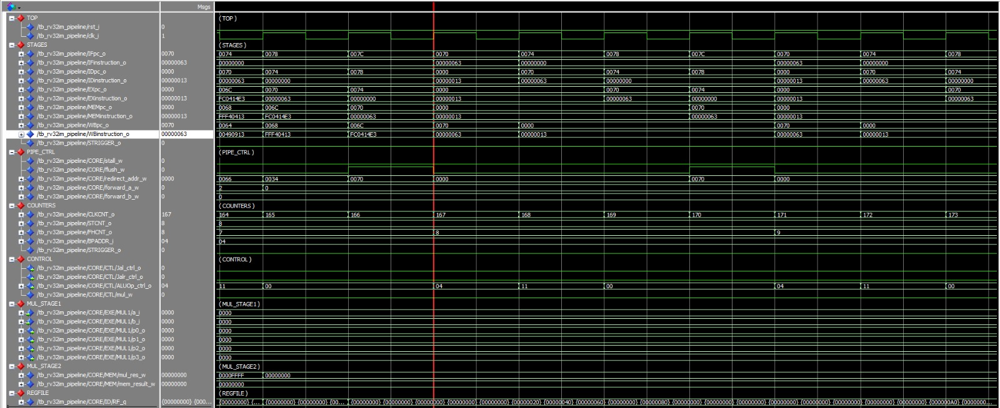 Msgs
TOP (TOP)
/tb_rv32im_pipeline/rst_i 0
/tb_rv32im_pipeline/clk_i 1
STAGES (STAGES)
/tb_rv32im_pipeline/IFpc_o 0070 0074 0078 007C 0070 0074 0078 007C 0070 0074 0078
/tb_rv32im_pipeline/IFinstruction_o 00000063 00000000 00000063 00000000 00000063 00000000
/tb_rv32im_pipeline/IDpc_o 0000 0070 0074 0078 0000 0070 0074 0078 0000 0070 0074
/tb_rv32im_pipeline/IDinstruction_o 00000013 00000063 00000000 00000013 00000063 00000000 00000013 00000063 00000000
/tb_rv32im_pipeline/EXpc_o 0000 006C 0070 0074 0000 0070 0074 0000 0070
/tb_rv32im_pipeline/EXinstruction_o 00000013 FC0414E3 00000063 00000000 00000013 00000063 00000000 00000013 00000063
/tb_rv32im_pipeline/MEMpc_o 0000 0068 006C 0070 0000 0070 0000
/tb_rv32im_pipeline/MEMinstruction_o 00000013 FFF40413 FC0414E3 00000063 00000013 00000063 00000013
/tb_rv32im_pipeline/WBpc_o 0070 0064 0068 006C 0070 0000 0070 0000
/tb_rv32im_pipeline/WBinstruction_o 00000063 00490913 FFF40413 FC0414E3 00000063 00000013 00000063 00000013
/tb_rv32im_pipeline/STRIGGER_o 0
PIPE_CTRL (PIPE_CTRL)
/tb_rv32im_pipeline/CORE/stall_w 0
/tb_rv32im_pipeline/CORE/flush_w 0
/tb_rv32im_pipeline/CORE/redirect_addr_w 0000 0066 0034 0070 0000 0070 0000
/tb_rv32im_pipeline/CORE/forward_a_w 0 2 0
/tb_rv32im_pipeline/CORE/forward_b_w 0 0
COUNTERS (COUNTERS)
/tb_rv32im_pipeline/CLKCNT_o 167 164 165 166 167 168 169 170 171 172 173
/tb_rv32im_pipeline/STCNT_o 8 8
/tb_rv32im_pipeline/FHCNT_o 8 7 8 9
/tb_rv32im_pipeline/BPADDR_i 04 04
/tb_rv32im_pipeline/STRIGGER_o 0
CONTROL (CONTROL)
/tb_rv32im_pipeline/CORE/CTL/Jal_ctrl_o 0
/tb_rv32im_pipeline/CORE/CTL/Jalr_ctrl_o 0
/tb_rv32im_pipeline/CORE/CTL/ALUOp_ctrl_o 04 11 00 04 11 00 04 11 00
/tb_rv32im_pipeline/CORE/CTL/mul_w 0
MUL_STAGE1 (MUL_STAGE1)
/tb_rv32im_pipeline/CORE/EXE/MUL1/a_i 0000 0000
/tb_rv32im_pipeline/CORE/EXE/MUL1/b_i 0000 0000
/tb_rv32im_pipeline/CORE/EXE/MUL1/p0_o 0000 0000
/tb_rv32im_pipeline/CORE/EXE/MUL1/p1_o 0000 0000
/tb_rv32im_pipeline/CORE/EXE/MUL1/p2_o 0000 0000
/tb_rv32im_pipeline/CORE/EXE/MUL1/p3_o 0000 0000
MUL_STAGE2 (MUL_STAGE2)
/tb_rv32im_pipeline/CORE/MEM/mul_res_w 00000000 0000FFFF 00000000
/tb_rv32im_pipeline/CORE/MEM/mem_result_w 00000000 00000000
REGFILE (REGFILE)
/tb_rv32im_pipeline/CORE/ID/RF_q {00000000} {000... {00000000} {... {00000000} {00000000} {00... {00000000} {00000000} {00000000} {00000000} {00000020} {00000040} {00000060} {00000000} {00000080} {00000000} {00000000} {00000000} {000000A0} {00000000...